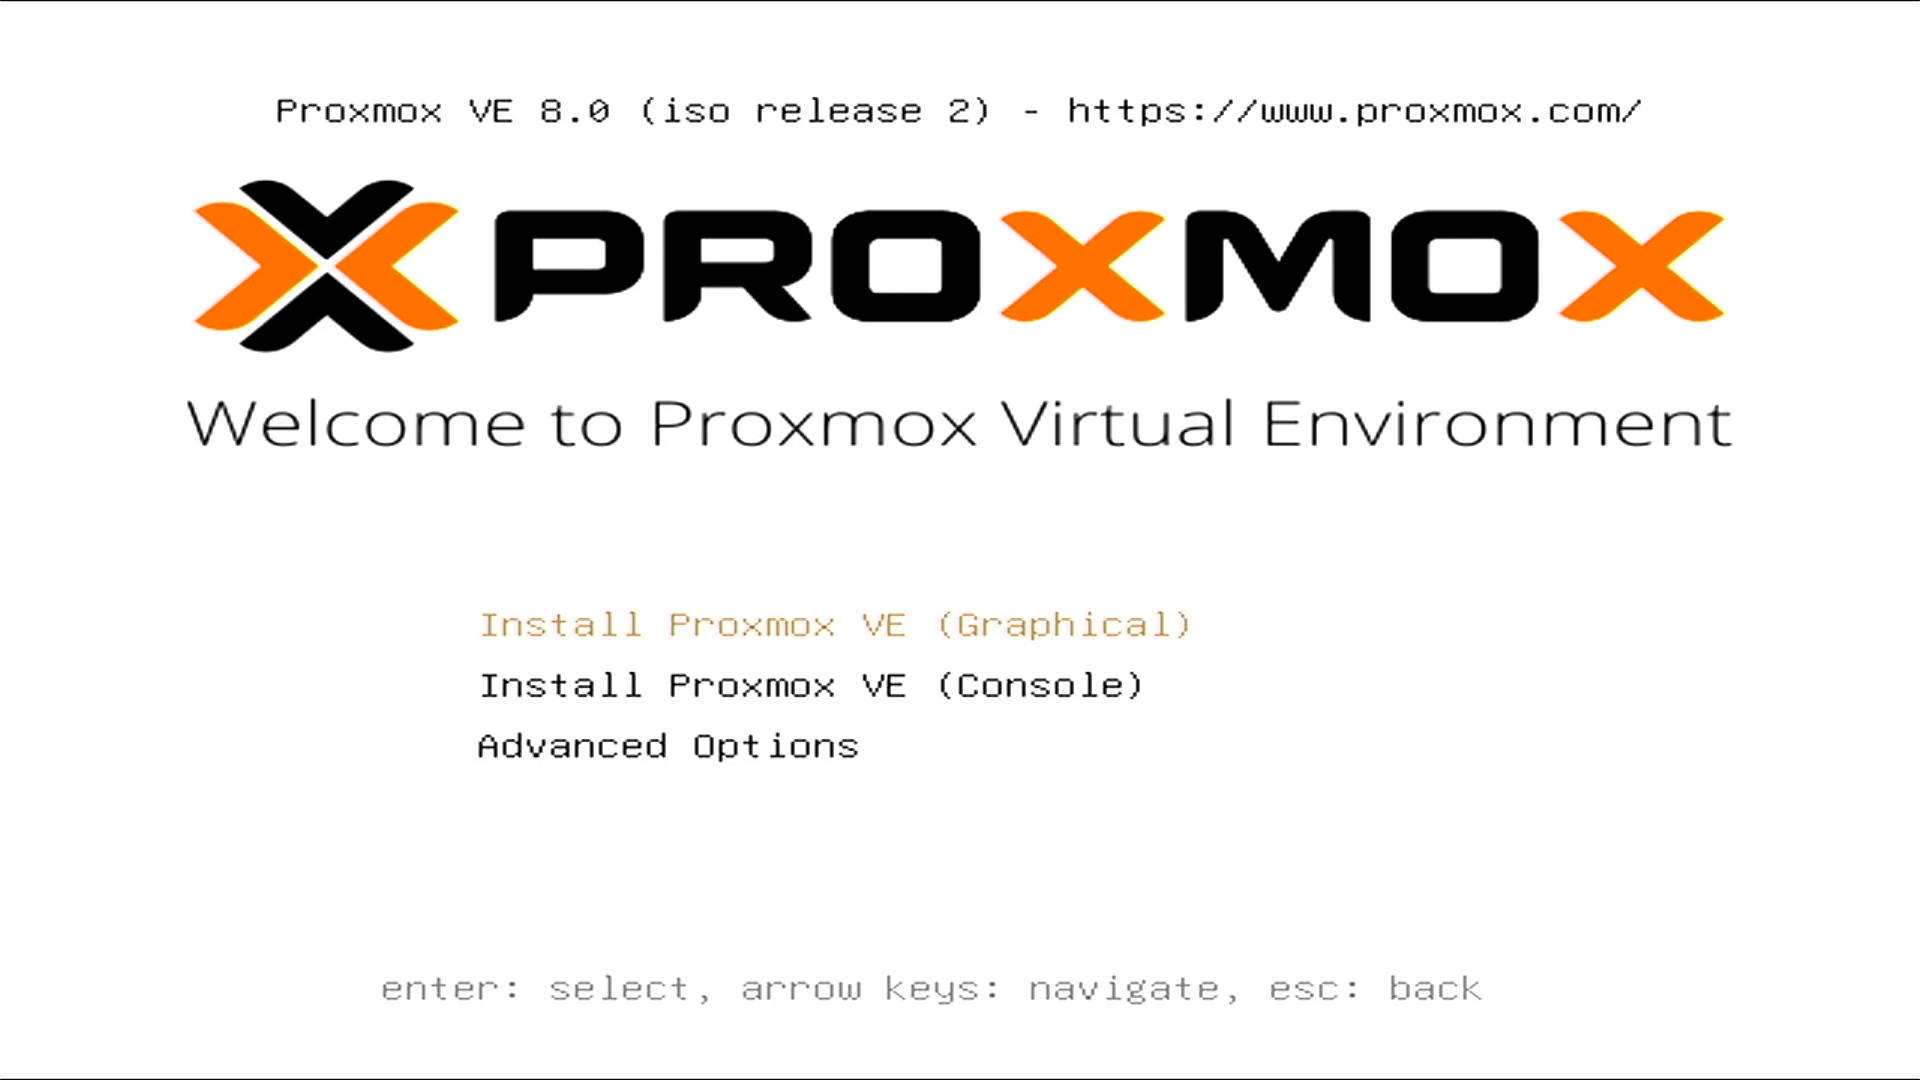 Proxmox VE 8.0 (iso release 2) - https://www.proxmox.com/
PROXMOX
Welcome to Proxmox Virtual Environment
Install Proxmox VE (Graphical)
Install Proxmox VE (Console)
Advanced Options
enter: select, arrow keys: navigate, esc: back